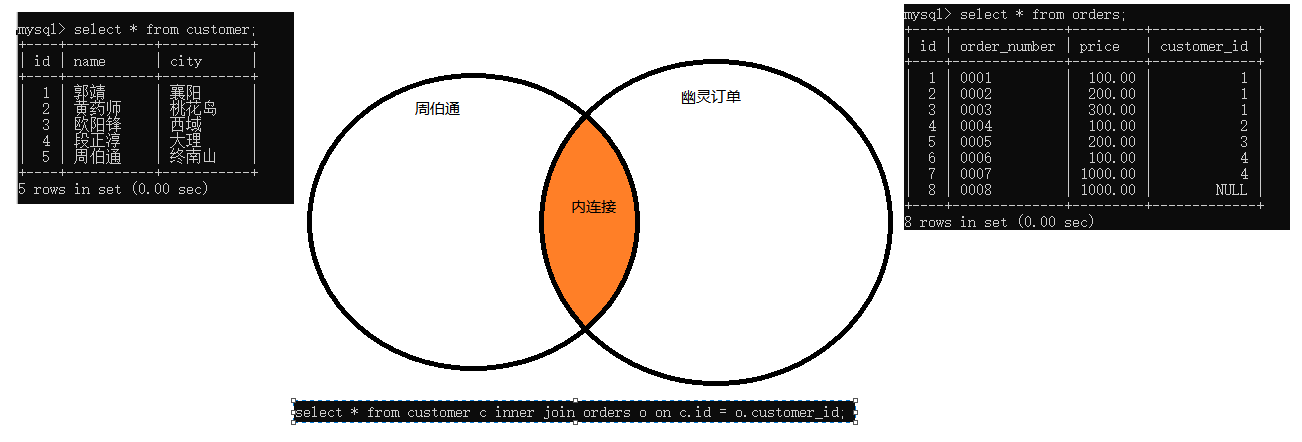 mysql> select * from customer;
+----+-----------+-----------+
| id | name | city |
+----+-----------+-----------+
| 1 | 郭靖 | 襄阳 |
| 2 | 黄药师 | 桃花岛 |
| 3 | 欧阳锋 | 西域 |
| 4 | 段正淳 | 大理 |
| 5 | 周伯通 | 终南山 |
+----+-----------+-----------+
5 rows in set (0.00 sec)
周伯通
内连接
幽灵订单
mysql> select * from orders;
+----+--------------+---------+-------------+
| id | order_number | price | customer_id |
+----+--------------+---------+-------------+
| 1 | 0001 | 100.00 | 1 |
| 2 | 0002 | 200.00 | 1 |
| 3 | 0003 | 300.00 | 1 |
| 4 | 0004 | 100.00 | 2 |
| 5 | 0005 | 200.00 | 3 |
| 6 | 0006 | 100.00 | 4 |
| 7 | 0007 | 1000.00 | 4 |
| 8 | 0008 | 1000.00 | NULL |
+----+--------------+---------+-------------+
8 rows in set (0.00 sec)
select * from customer c inner join orders o on c.id = o.customer_id;